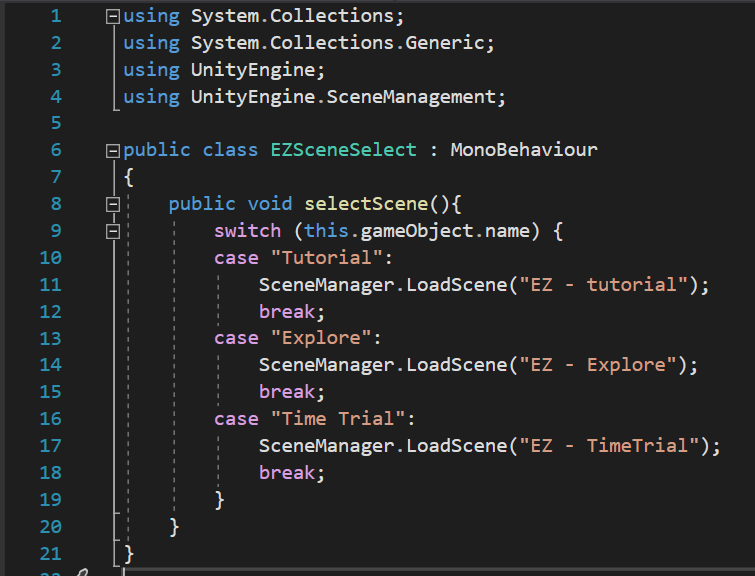 1 using System.Collections;
2 using System.Collections.Generic;
3 using UnityEngine;
4 using UnityEngine.SceneManagement;
5
6 public class EZSceneSelect : MonoBehaviour
7 {
8     public void selectScene(){
9         switch (this.gameObject.name) {
10         case "Tutorial":
11             SceneManager.LoadScene("EZ - tutorial");
12             break;
13         case "Explore":
14             SceneManager.LoadScene("EZ - Explore");
15             break;
16         case "Time Trial":
17             SceneManager.LoadScene("EZ - TimeTrial");
18             break;
19         }
20     }
21 }